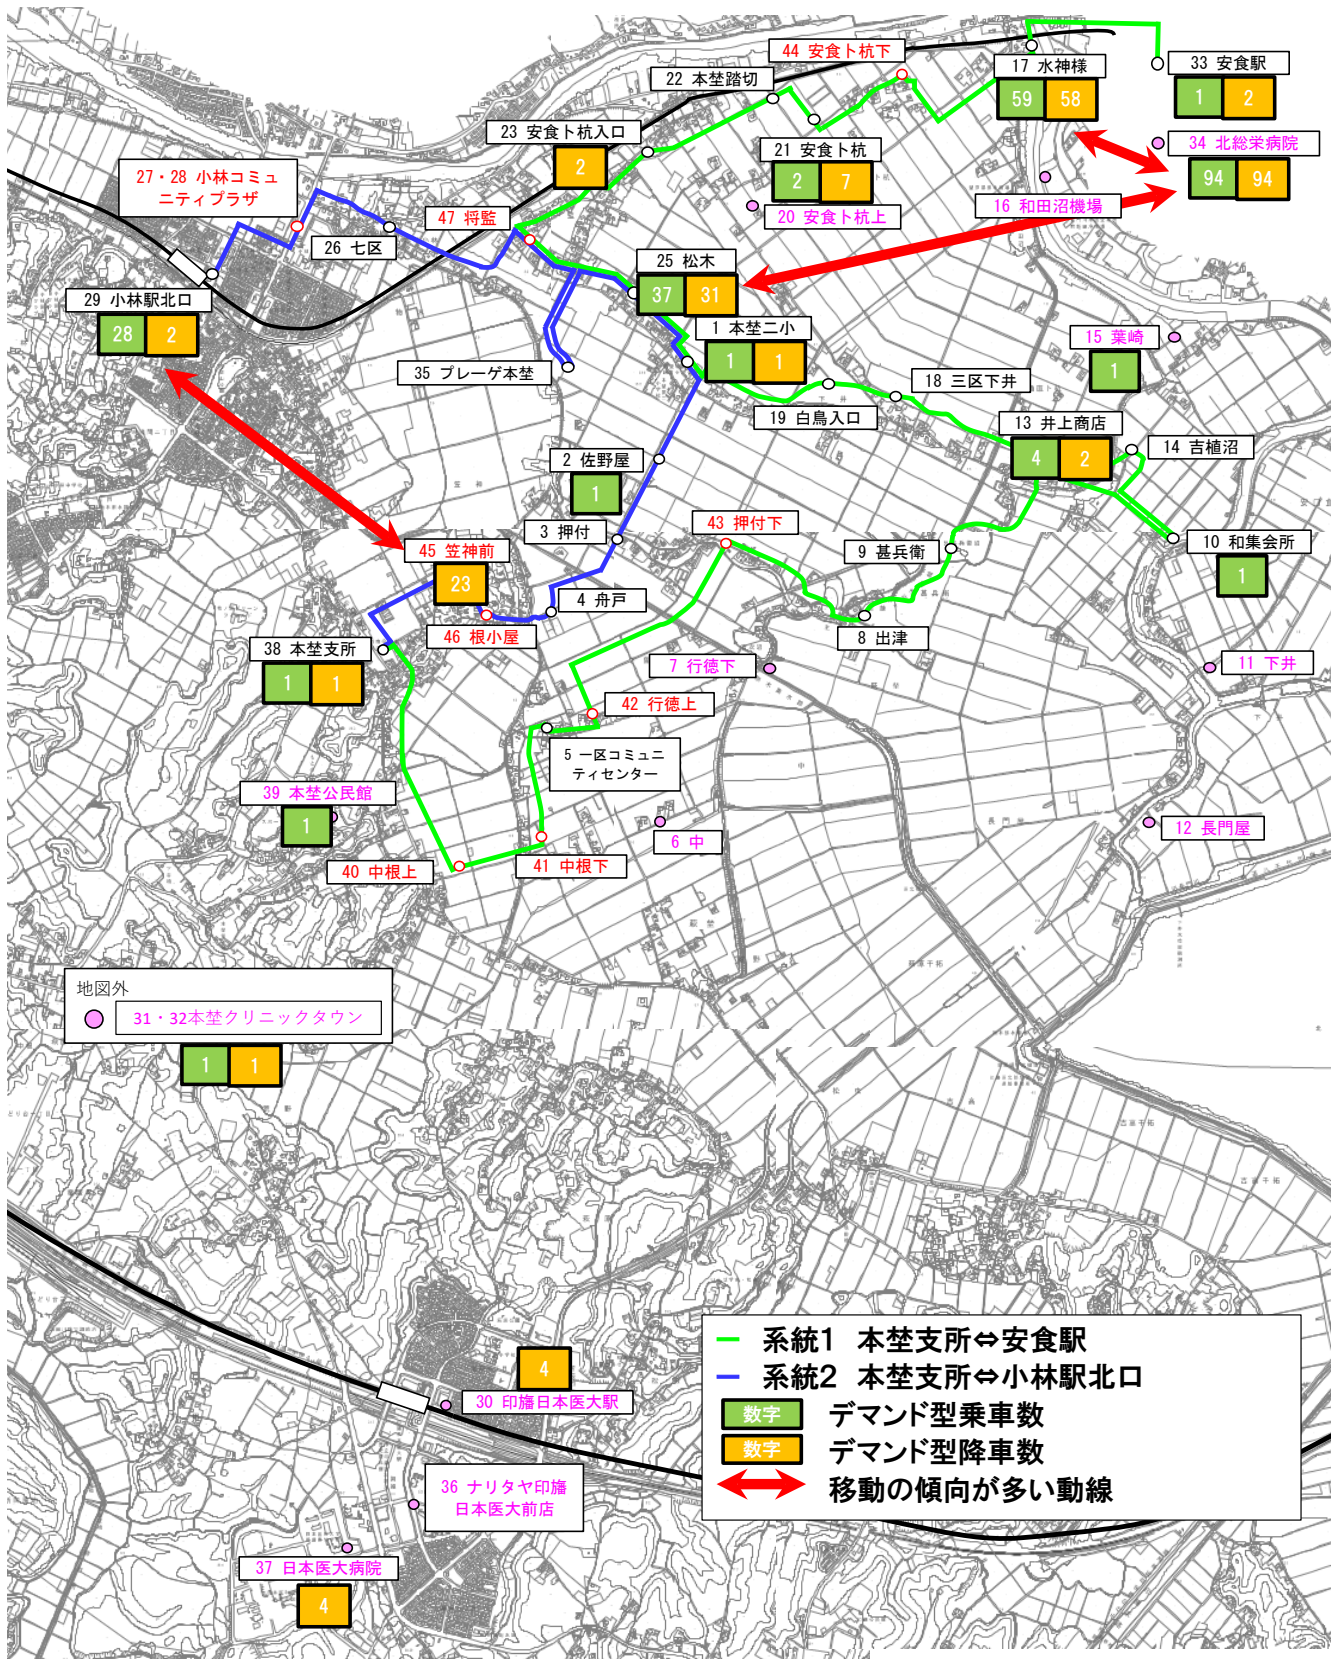 44 安食卜杭下
22 本埜踏切
17 水神様
59 58
33 安食駅
1 2
23 安食卜杭入口
2
21 安食卜杭
2 7
34 北総栄病院
94 94
27・28 小林コミュ
ニティプラザ
47 将監
20 安食卜杭上
16 和田沼機場
26 七区
25 松木
37 31
29 小林駅北口
28 2
1 本埜二小
1 1
15 葉崎
1
35 プレーゲ本埜
18 三区下井
19 白鳥入口
13 井上商店
4 2
14 吉植沼
2 佐野屋
1
3 押付
43 押付下
9 甚兵衛
10 和集会所
1
45 笠神前
23
4 舟戸
46 根小屋
8 出津
38 本埜支所
1 1
7 行徳下
11 下井
42 行徳上
5 一区コミュニ
ティセンター
39 本埜公民館
1
6 中
12 長門屋
40 中根上
41 中根下
地図外
31・32本埜クリニックタウン
1 1
4
30 印旛日本医大駅
36 ナリタヤ印旛
日本医大前店
37 日本医大病院
4
系統1 本埜支所⇔安食駅
系統2 本埜支所⇔小林駅北口
数字 デマンド型乗車数
数字 デマンド型降車数
移動の傾向が多い動線